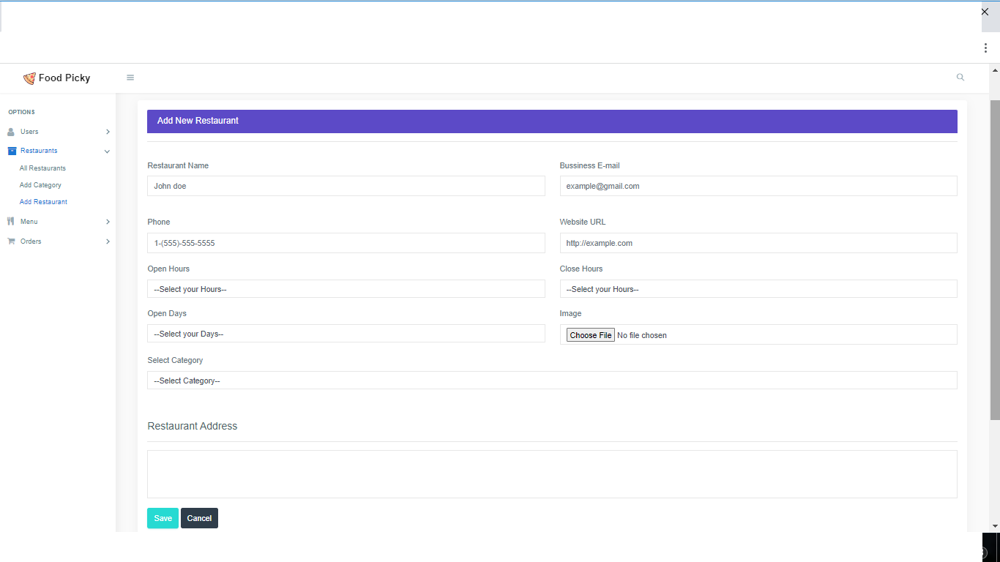 Food Picky
OPTIONS
Users
Restaurants
All Restaurants
Add Category
Add Restaurant
Menu
Orders
Add New Restaurant
Restaurant Name
Bussiness E-mail
John doe
example@gmail.com
Phone
Website URL
1-(555)-555-5555
http://example.com
Open Hours
Close Hours
--Select your Hours--
--Select your Hours--
Open Days
Image
--Select your Days--
Choose File No file chosen
Select Category
--Select Category--
Restaurant Address
Save
Cancel